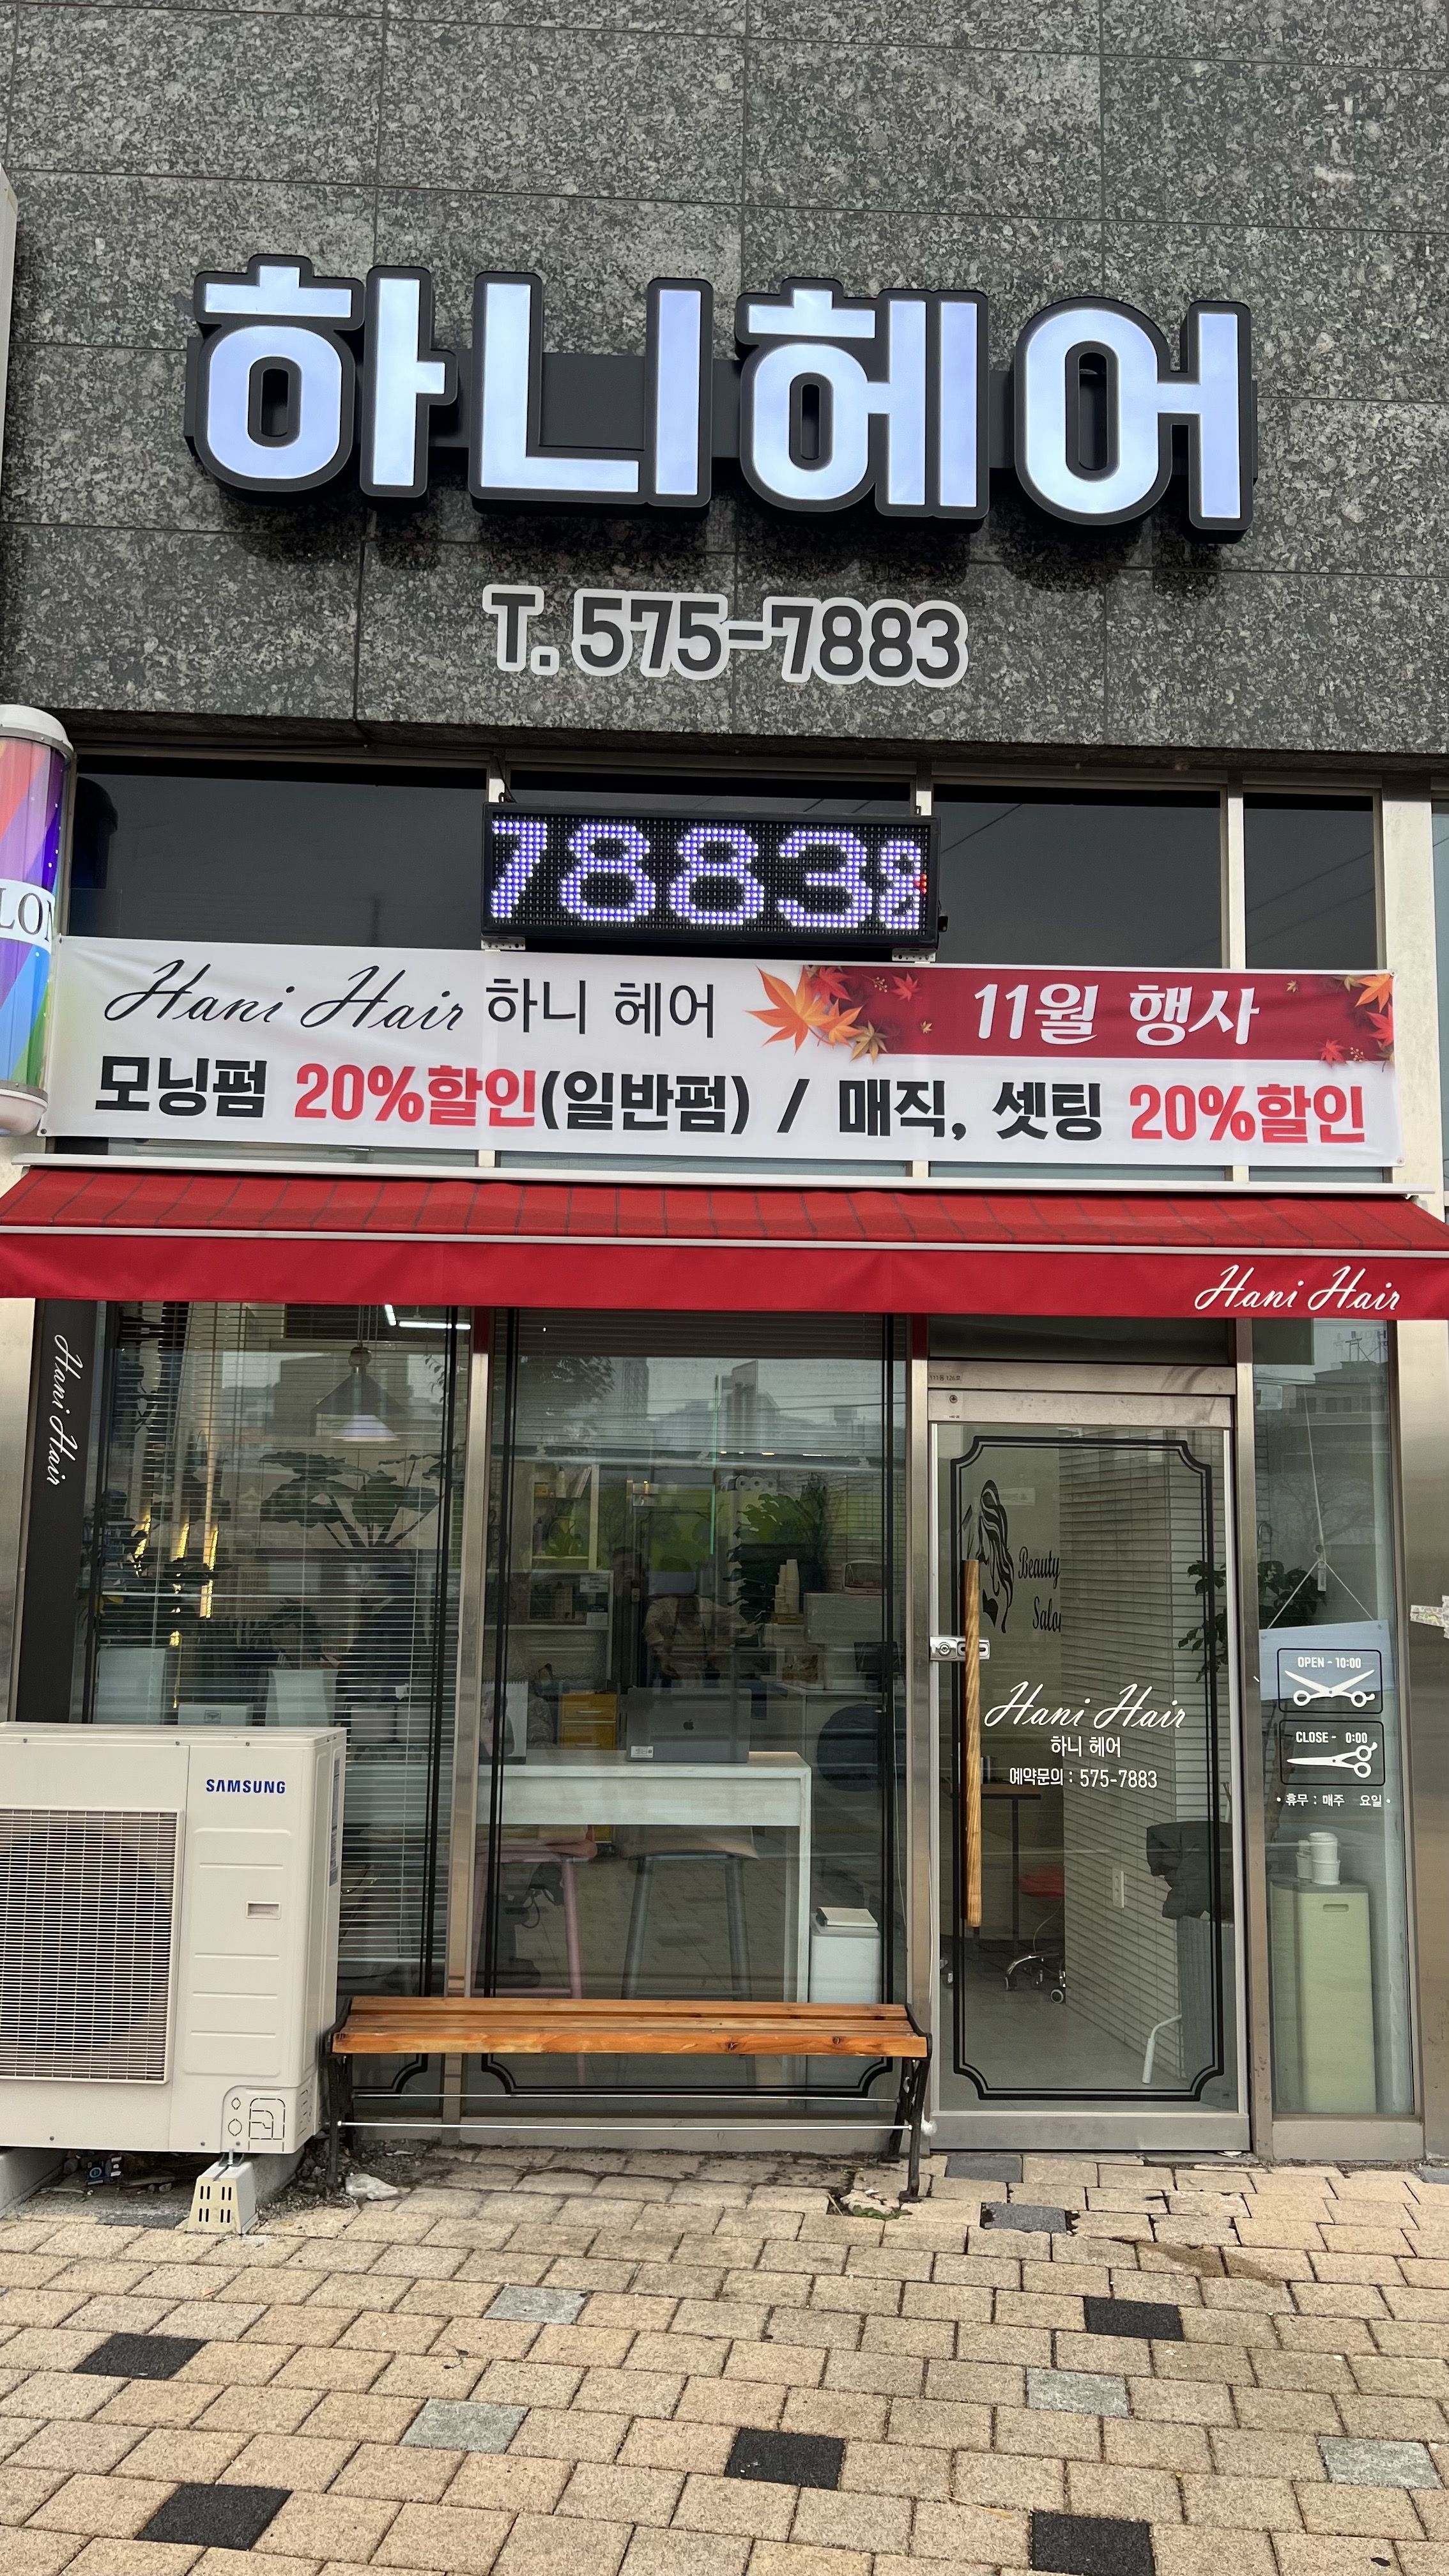 하니헤어
T. 575-7883
7883
LON
Hani Hair 하니 헤어
11월 행사
모닝펌 20%할인(일반펌) / 매직, 셋팅 20%할인
Hani Hair
Hani Hair
Beauty
Salon
Hani Hair
하니 헤어
예약문의 : 575-7883
OPEN - 10:00
CLOSE - 0:00
• 휴무 : 매주 요일 •
SAMSUNG